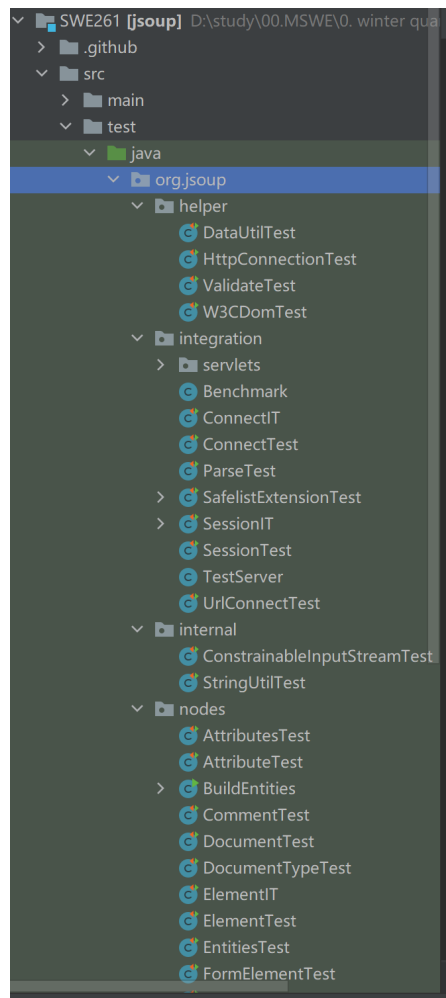 SWE261 [jsoup] D:\study\00.MSWE\0. winter qua
.github
src
main
test
java
org.jsoup
helper
DataUtilTest
HttpConnectionTest
ValidateTest
W3CDomTest
integration
servlets
Benchmark
ConnectIT
ConnectTest
ParseTest
SafelistExtensionTest
SessionIT
SessionTest
TestServer
UrlConnectTest
internal
ConstrainableInputStreamTest
StringUtilTest
nodes
AttributesTest
AttributeTest
BuildEntities
CommentTest
DocumentTest
DocumentTypeTest
ElementIT
ElementTest
EntitiesTest
FormElementTest